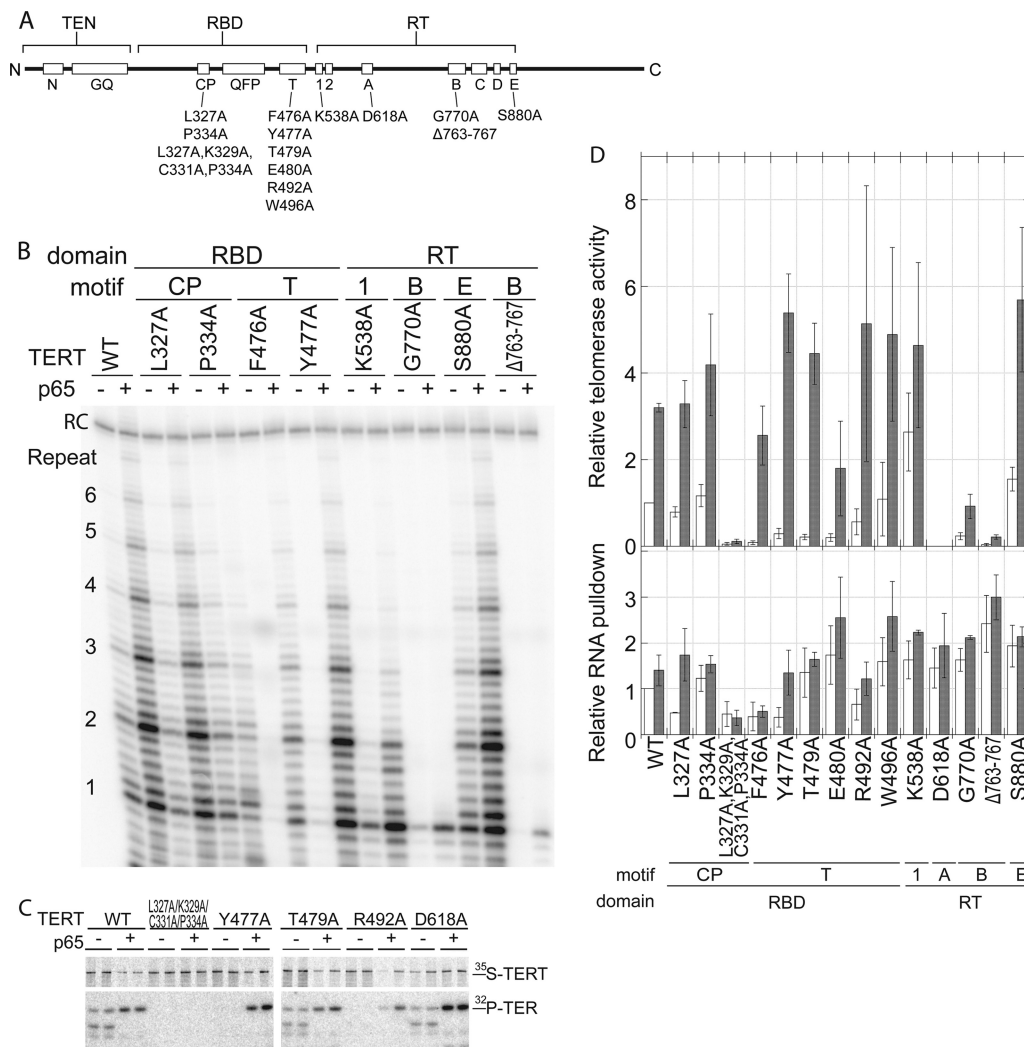 A
TEN RBD RT
N C
N GQ CP QFP T 1 2 A B C D E
L327A F476A K538A D618A G770A S880A
P334A Y477A Δ763-767
L327A,K329A, T479A
C331A,P334A E480A
R492A
W496A
B
domain RBD RT
motif CP T 1 B E B
TERT WT L327A P334A F476A Y477A K538A G770A S880A Δ763-767
p65 - + - + - + - + - + - + - + - + - +
RC
Repeat
6
5
4
3
2
1
C
TERT WT L327A/K329A/ C331A/P334A Y477A T479A R492A D618A
p65 - + - + - + - + - + - +
35S-TERT
32P-TER
D
Relative telomerase activity
8
6
4
2
0
Relative RNA pulldown
3
2
1
0
WT L327A P334A L327A,K329A, C331A,P334A F476A Y477A T479A E480A R492A W496A K538A D618A G770A Δ763-767 S880A
motif CP T 1 A B E
domain RBD RT